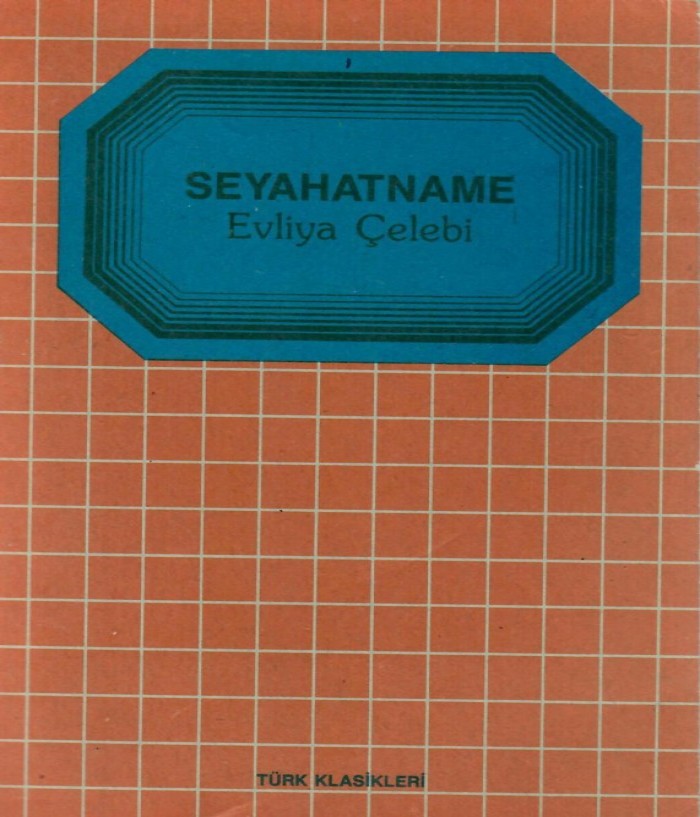 SEYAHATNAME
Evliya Çelebi
TÜRK KLASİKLERİ